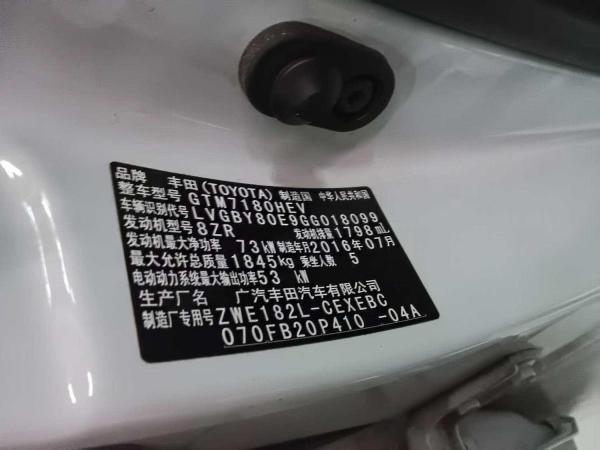 品牌 丰田(TOYOTA) 制造国 中华人民共和国
整车型号 GTM7180HEV
车辆识别代号 LVGBY80E9GG018099
发动机型号 8ZR 发动机排量 1798 mL
发动机最大净功率 73 kW 制造年月 2016年07月
最大允许总质量 1845 kg 乘坐人数 5
电动动力系统最大输出功率 53 kW
生产厂名 广汽丰田汽车有限公司
制造厂专用号 ZWE182L-CEXEBC
070FB20P410 -04A